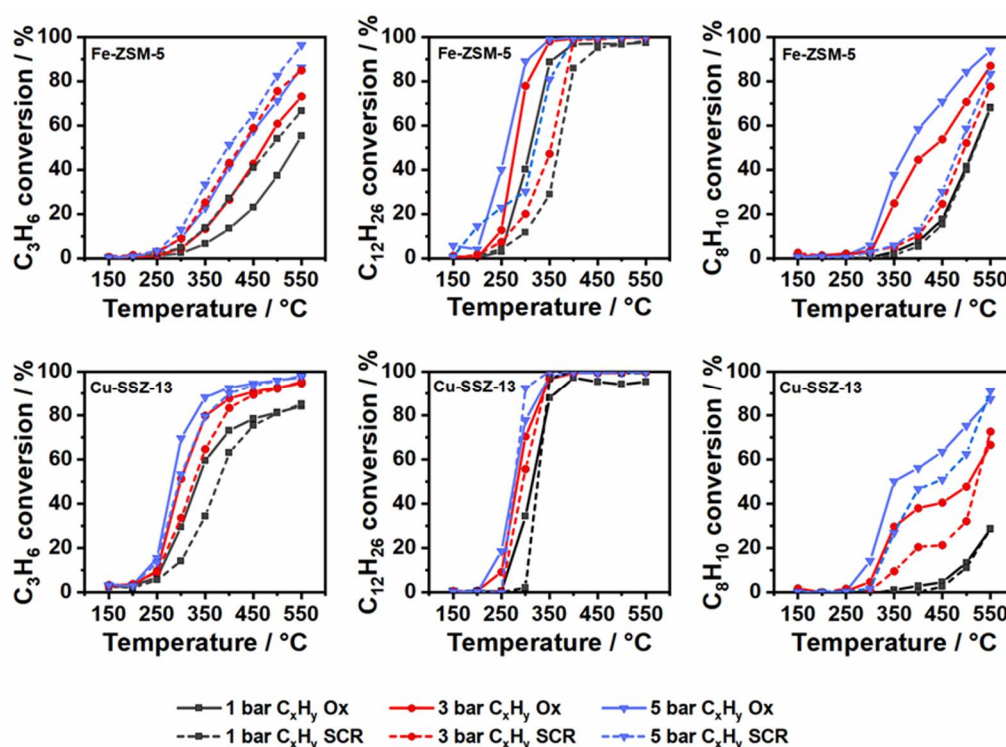 Fe-ZSM-5
C₃H₆ conversion / %
100
80
60
40
20
0
150 250 350 450 550
Temperature / °C
Fe-ZSM-5
C₁₂H₂₆ conversion / %
100
80
60
40
20
0
150 250 350 450 550
Temperature / °C
Fe-ZSM-5
C₈H₁₀ conversion / %
100
80
60
40
20
0
150 250 350 450 550
Temperature / °C
Cu-SSZ-13
C₃H₆ conversion / %
100
80
60
40
20
0
150 250 350 450 550
Temperature / °C
Cu-SSZ-13
C₁₂H₂₆ conversion / %
100
80
60
40
20
0
150 250 350 450 550
Temperature / °C
Cu-SSZ-13
C₈H₁₀ conversion / %
100
80
60
40
20
0
150 250 350 450 550
Temperature / °C
1 bar CₓHᵧ Ox 3 bar CₓHᵧ Ox 5 bar CₓHᵧ Ox
1 bar CₓHᵧ SCR 3 bar CₓHᵧ SCR 5 bar CₓHᵧ SCR